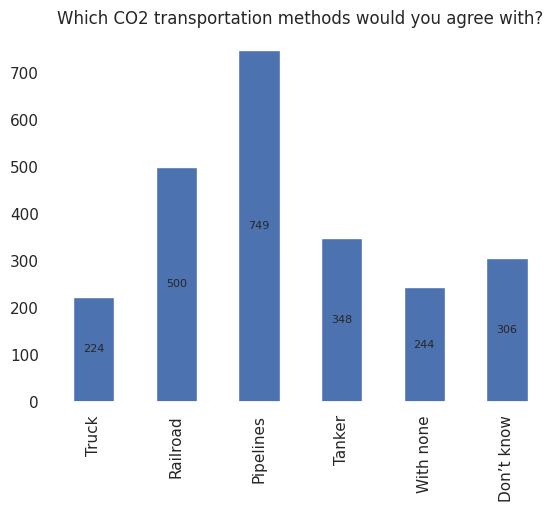 Which CO2 transportation methods would you agree with?
700
600
500
400
300
200
100
0
224
500
749
348
244
306
Truck
Railroad
Pipelines
Tanker
With none
Don’t know